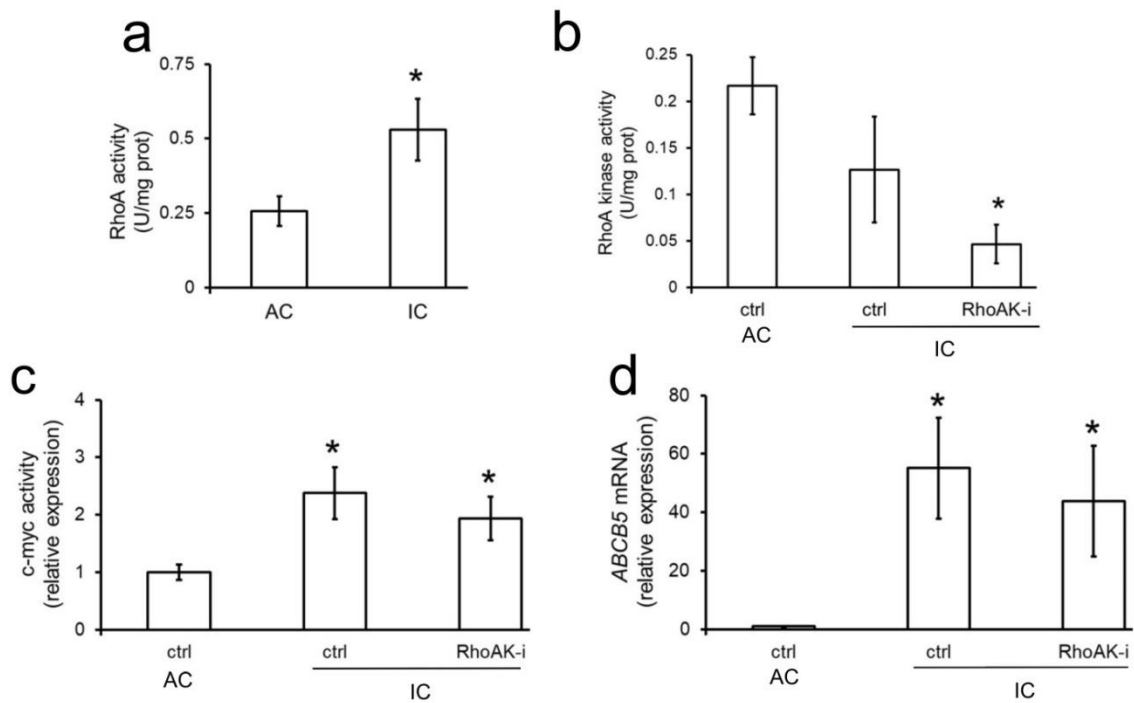 a
RhoA activity
(U/mg prot)
0.75
0.5
0.25
0
*
AC IC
b
RhoA kinase activity
(U/mg prot)
0.25
0.2
0.15
0.1
0.05
0
*
ctrl ctrl RhoAK-i
AC IC
c
c-myc activity
(relative expression)
4
3
2
1
0
* *
ctrl ctrl RhoAK-i
AC IC
d
ABCB5 mRNA
(relative expression)
80
60
40
20
0
* *
ctrl ctrl RhoAK-i
AC IC